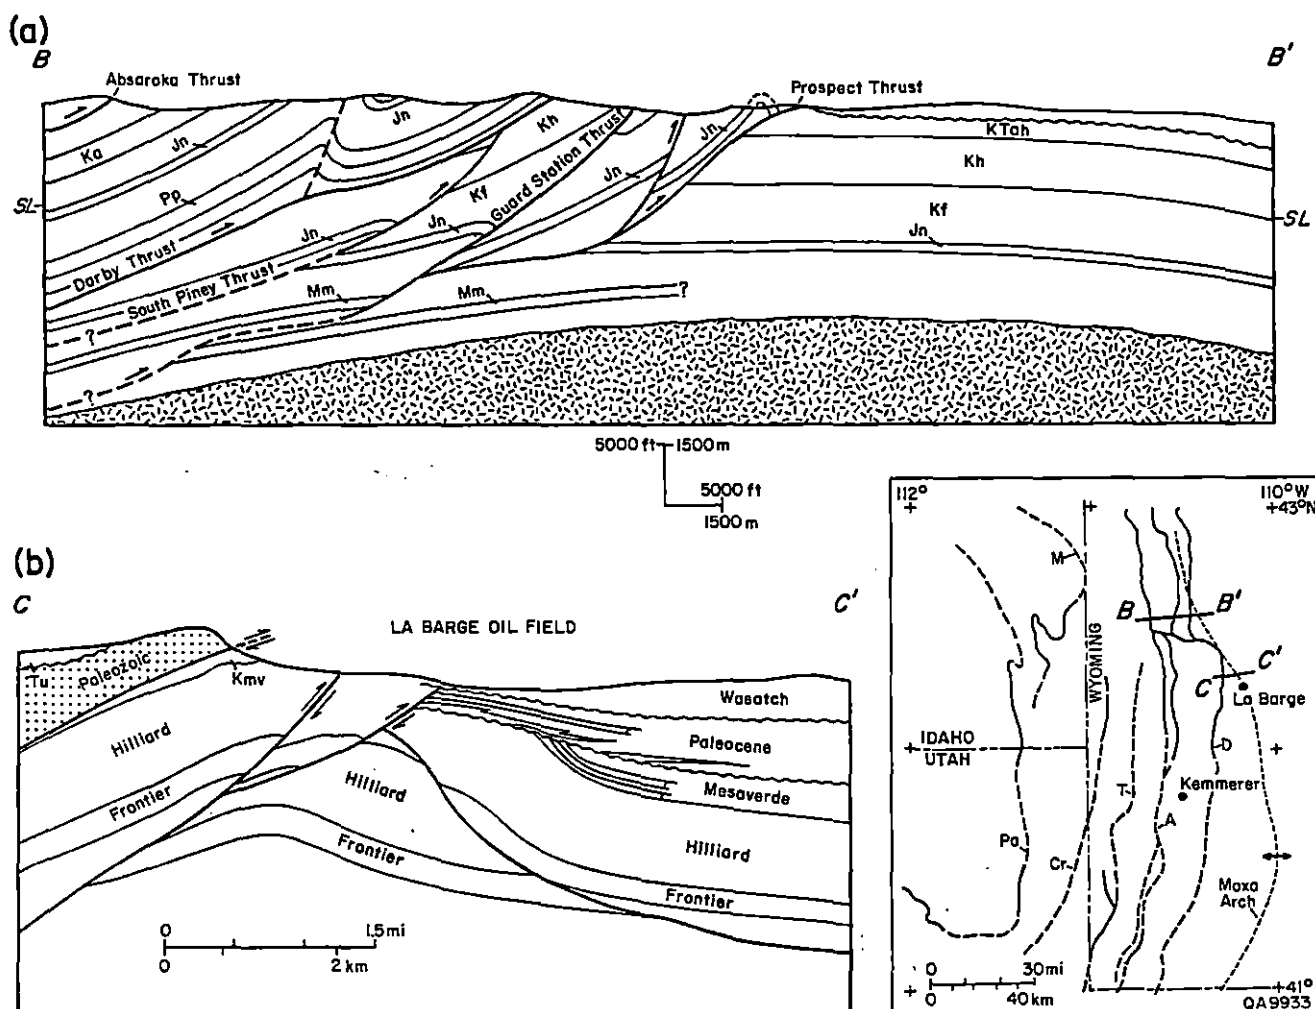 (a)
B
B'
Absaroka Thrust
Prospect Thrust
Jn
Kh
Jn
KTah
Ka
Jn
Guard Station Thrust
Jn
Kh
Pp
Kf
Kf
SL
SL
Jn
Jn
Jn
Darby Thrust
South Piney Thrust
Mm
Mm
?
?
?
5000 ft
1500 m
5000 ft
1500 m
(b)
C
C'
LA BARGE OIL FIELD
Tu
Paleozoic
Kmv
Wasatch
Hilliard
Paleocene
Hilliard
Mesaverde
Frontier
Hilliard
Frontier
Frontier
0 1.5 mi
0 2 km
112°
110° W
+43° N
M
B
B'
WYOMING
C
C'
La Barge
IDAHO
UTAH
D
T
Kemmerer
A
Pa
Cr
Moxa
Arch
0 30 mi
0 40 km
+41°
QA9933